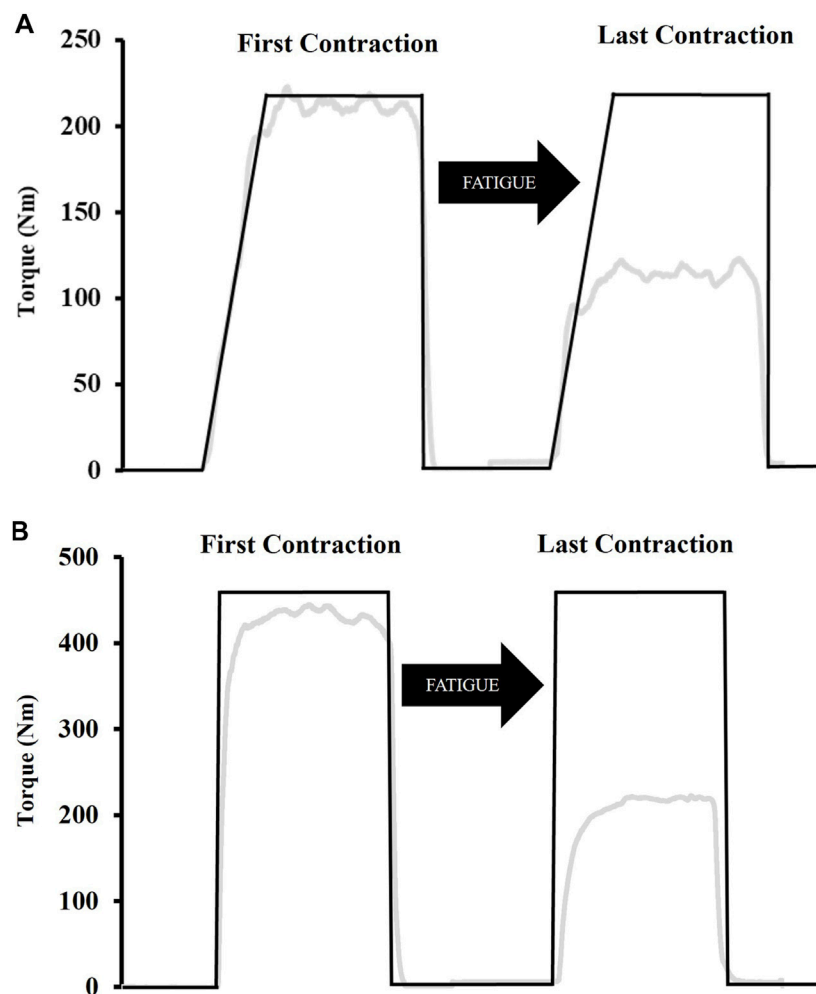 A
First Contraction
Last Contraction
250
200
150
100
50
0
Torque (Nm)
FATIGUE
B
First Contraction
Last Contraction
500
400
300
200
100
0
Torque (Nm)
FATIGUE